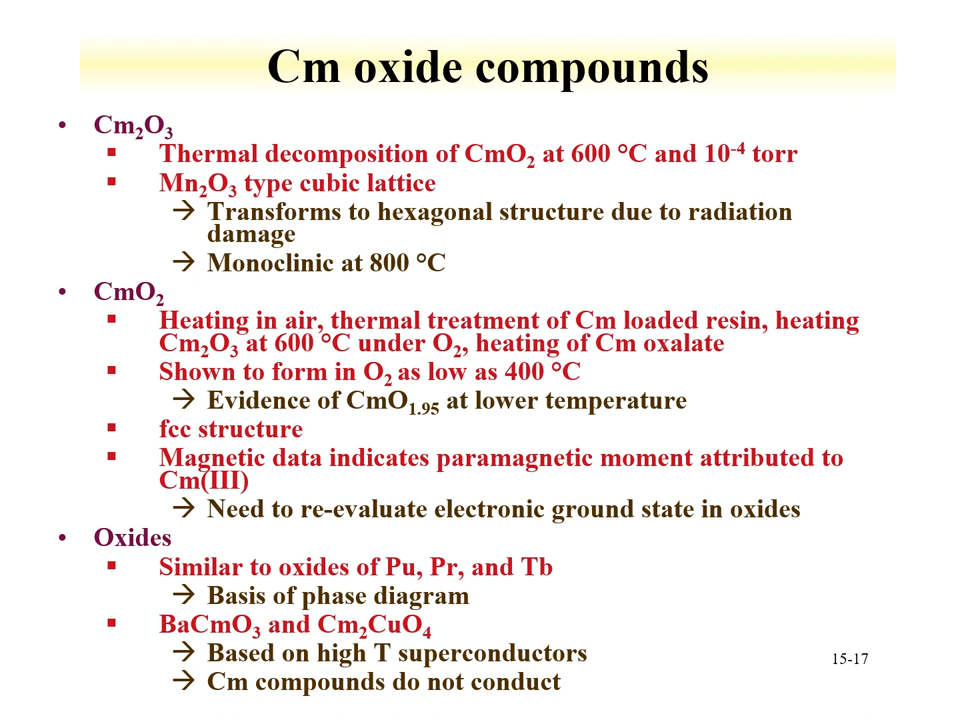 Cm oxide compounds
• Cm₂O₃
▪ Thermal decomposition of CmO₂ at 600 °C and 10⁻⁴ torr
▪ Mn₂O₃ type cubic lattice
→ Transforms to hexagonal structure due to radiation
damage
→ Monoclinic at 800 °C
• CmO₂
▪ Heating in air, thermal treatment of Cm loaded resin, heating
Cm₂O₃ at 600 °C under O₂, heating of Cm oxalate
▪ Shown to form in O₂ as low as 400 °C
→ Evidence of CmO₁.₉₅ at lower temperature
▪ fcc structure
▪ Magnetic data indicates paramagnetic moment attributed to
Cm(III)
→ Need to re-evaluate electronic ground state in oxides
• Oxides
▪ Similar to oxides of Pu, Pr, and Tb
→ Basis of phase diagram
▪ BaCmO₃ and Cm₂CuO₄
→ Based on high T superconductors
→ Cm compounds do not conduct
15-17